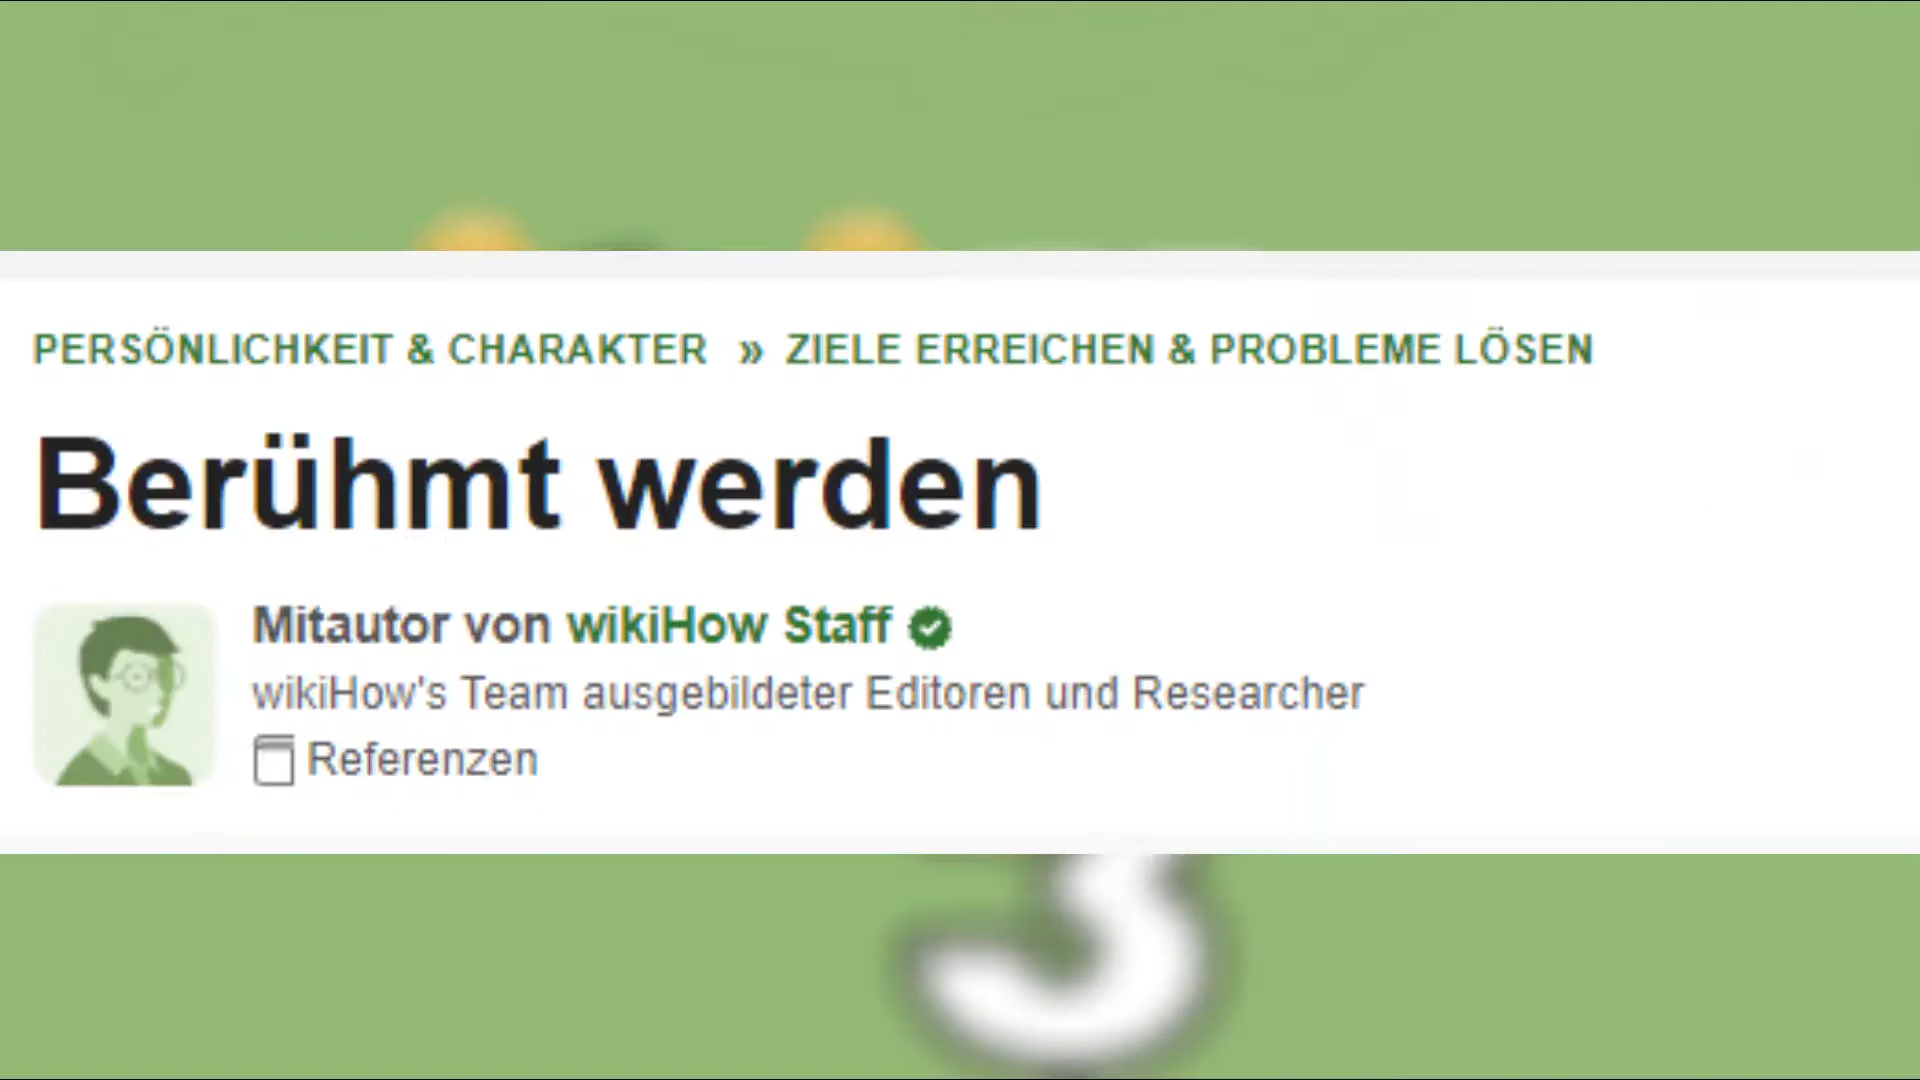 PERSÖNLICHKEIT & CHARAKTER » ZIELE ERREICHEN & PROBLEME LÖSEN
Berühmt werden
Mitautor von wikiHow Staff
wikiHow's Team ausgebildeter Editoren und Researcher
Referenzen